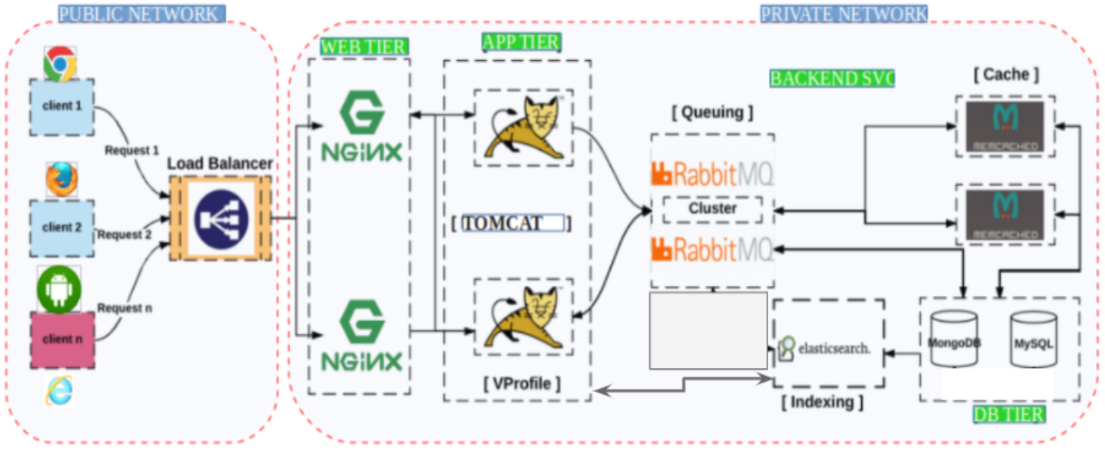 PUBLIC NETWORK
PRIVATE NETWORK
WEB TIER
APP TIER
BACKEND SVC
[ Cache ]
client 1
Request 1
NGiNX
[ Queuing ]
MEMCACHED
Load Balancer
RabbitMQ
client 2
Request 2
[ TOMCAT ]
Cluster
MEMCACHED
RabbitMQ
Request n
client n
NGiNX
MongoDB
MySQL
elasticsearch.
[ VProfile ]
[ Indexing ]
DB TIER